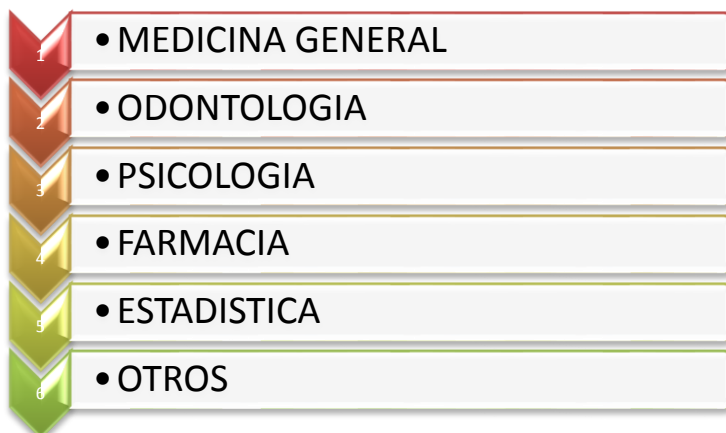 1 • MEDICINA GENERAL
2 • ODONTOLOGIA
3 • PSICOLOGIA
4 • FARMACIA
5 • ESTADISTICA
6 • OTROS